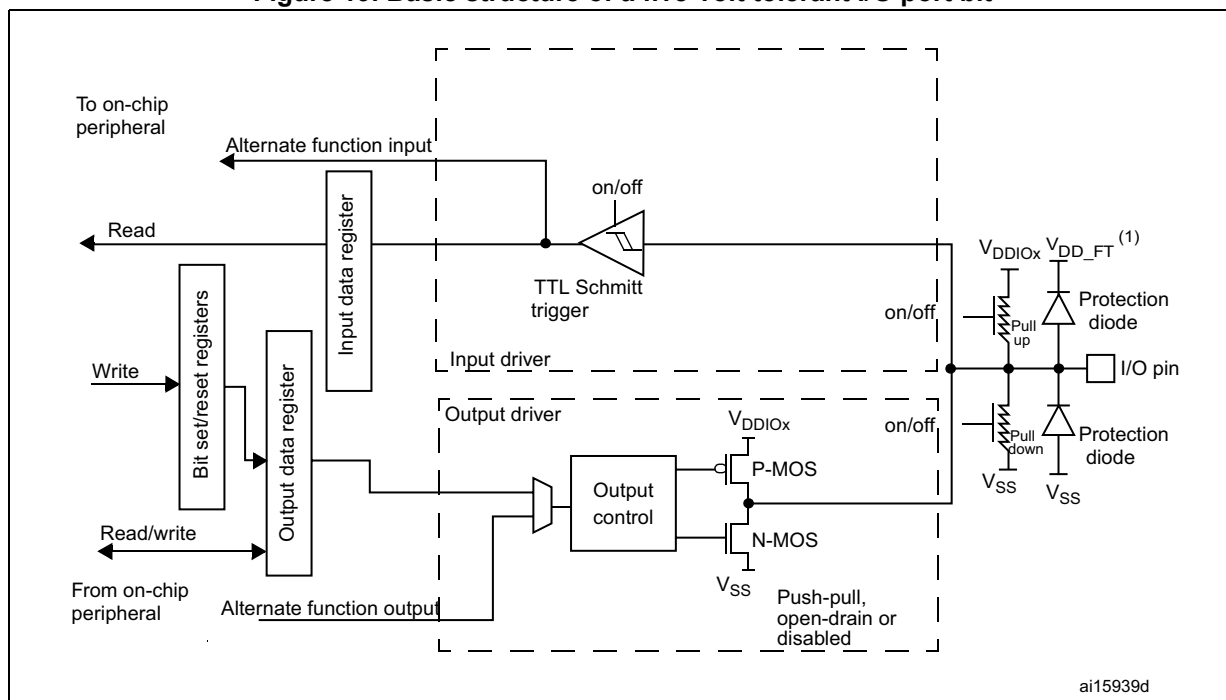 To on-chip
peripheral
Alternate function input
on/off
Read
Input data register
TTL Schmitt
trigger
Input driver
VDDIOx
VDD_FT (1)
on/off
Pull
up
Protection
diode
I/O pin
Write
Bit set/reset registers
Output data register
Read/write
From on-chip
peripheral
Alternate function output
Output driver
VDDIOx
Output
control
P-MOS
N-MOS
VSS
Push-pull,
open-drain or
disabled
on/off
Pull
down
VSS
Protection
diode
VSS
ai15939d